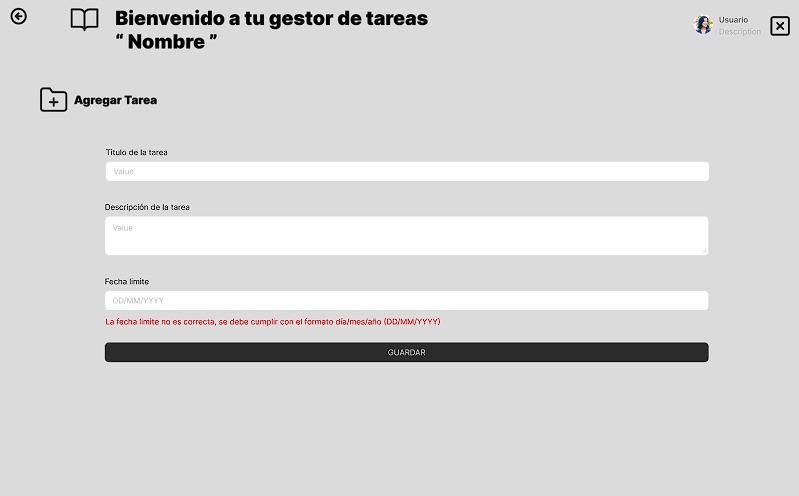 Bienvenido a tu gestor de tareas
“ Nombre ”
Usuario
Description
Agregar Tarea
Titulo de la tarea
Value
Descripción de la tarea
Value
Fecha limite
DD/MM/YYYY
La fecha limite no es correcta, se debe cumplir con el formato día/mes/año (DD/MM/YYYY)
GUARDAR